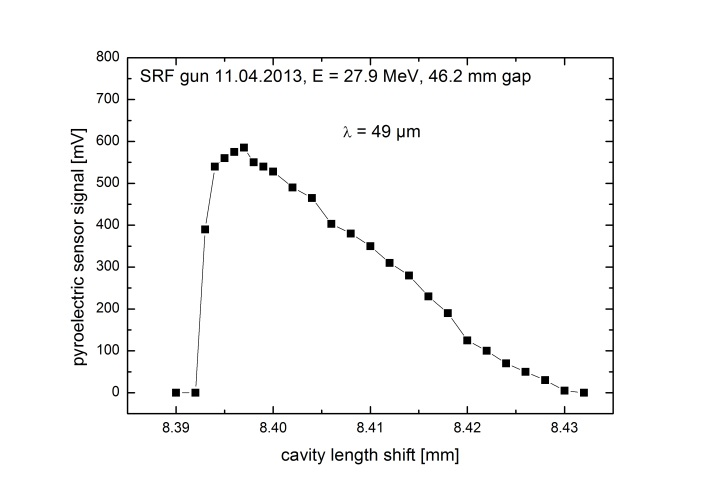 SRF gun 11.04.2013, E = 27.9 MeV, 46.2 mm gap
λ = 49 µm
pyroelectric sensor signal [mV]
800
700
600
500
400
300
200
100
0
8.39 8.40 8.41 8.42 8.43
cavity length shift [mm]